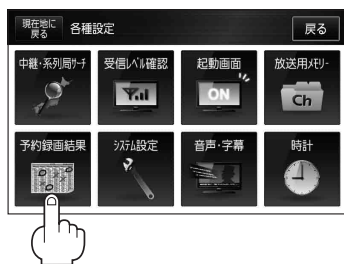 現在地に
戻る
各種設定
戻る
中継・系列局ｻｰﾁ
受信ﾚﾍﾞﾙ確認
起動画面
放送用ﾒﾓﾘｰ
ON
Ch
予約録画結果
ｼｽﾃﾑ設定
音声・字幕
時計